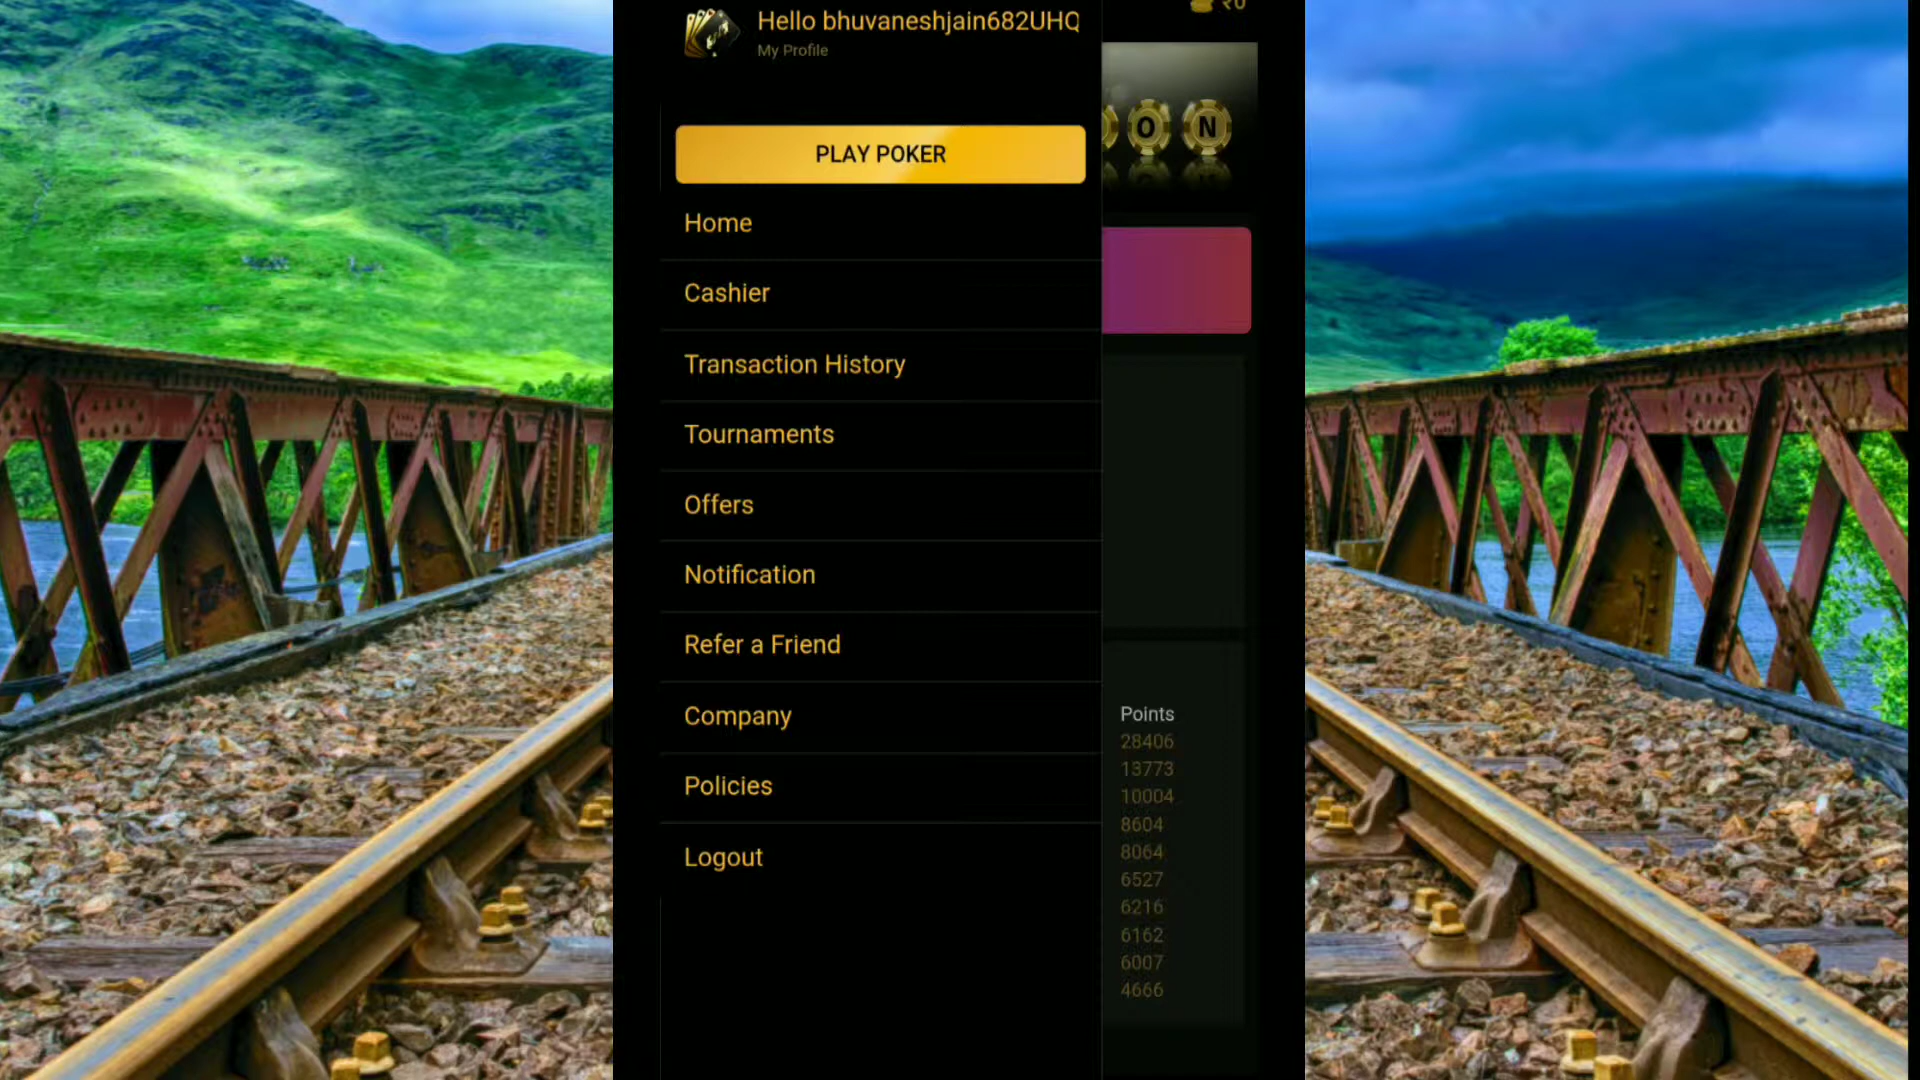 Hello bhuvaneshjain682UHQ
My Profile
₹0
O N
PLAY POKER
Home
Cashier
Transaction History
Tournaments
Offers
Notification
Refer a Friend
Company
Policies
Logout
Points
28406
13773
10004
8604
8064
6527
6216
6162
6007
4666